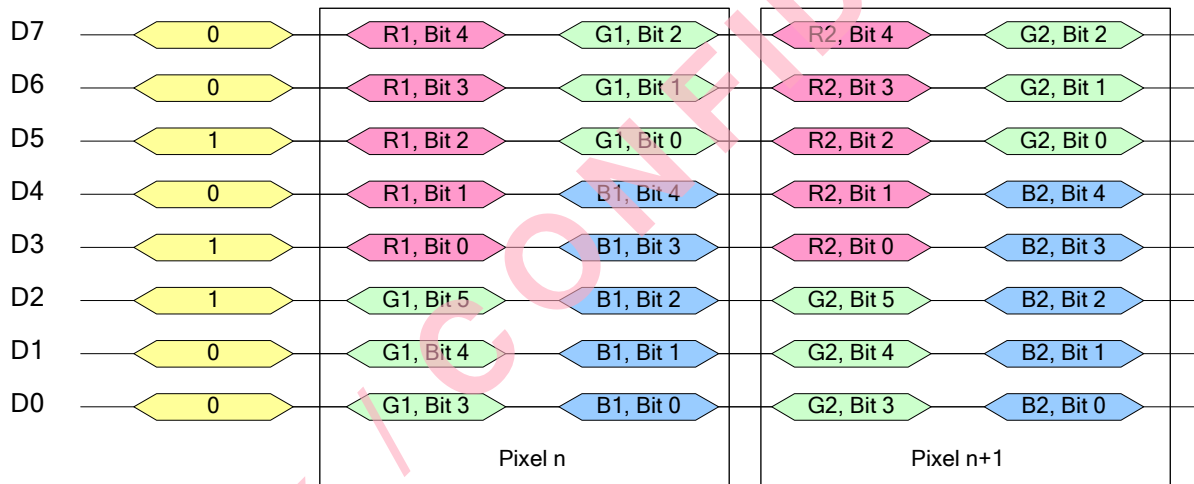 D7 0 R1, Bit 4 G1, Bit 2 R2, Bit 4 G2, Bit 2
D6 0 R1, Bit 3 G1, Bit 1 R2, Bit 3 G2, Bit 1
D5 1 R1, Bit 2 G1, Bit 0 R2, Bit 2 G2, Bit 0
D4 0 R1, Bit 1 B1, Bit 4 R2, Bit 1 B2, Bit 4
D3 1 R1, Bit 0 B1, Bit 3 R2, Bit 0 B2, Bit 3
D2 1 G1, Bit 5 B1, Bit 2 G2, Bit 5 B2, Bit 2
D1 0 G1, Bit 4 B1, Bit 1 G2, Bit 4 B2, Bit 1
D0 0 G1, Bit 3 B1, Bit 0 G2, Bit 3 B2, Bit 0
Pixel n Pixel n+1
/ CONFID